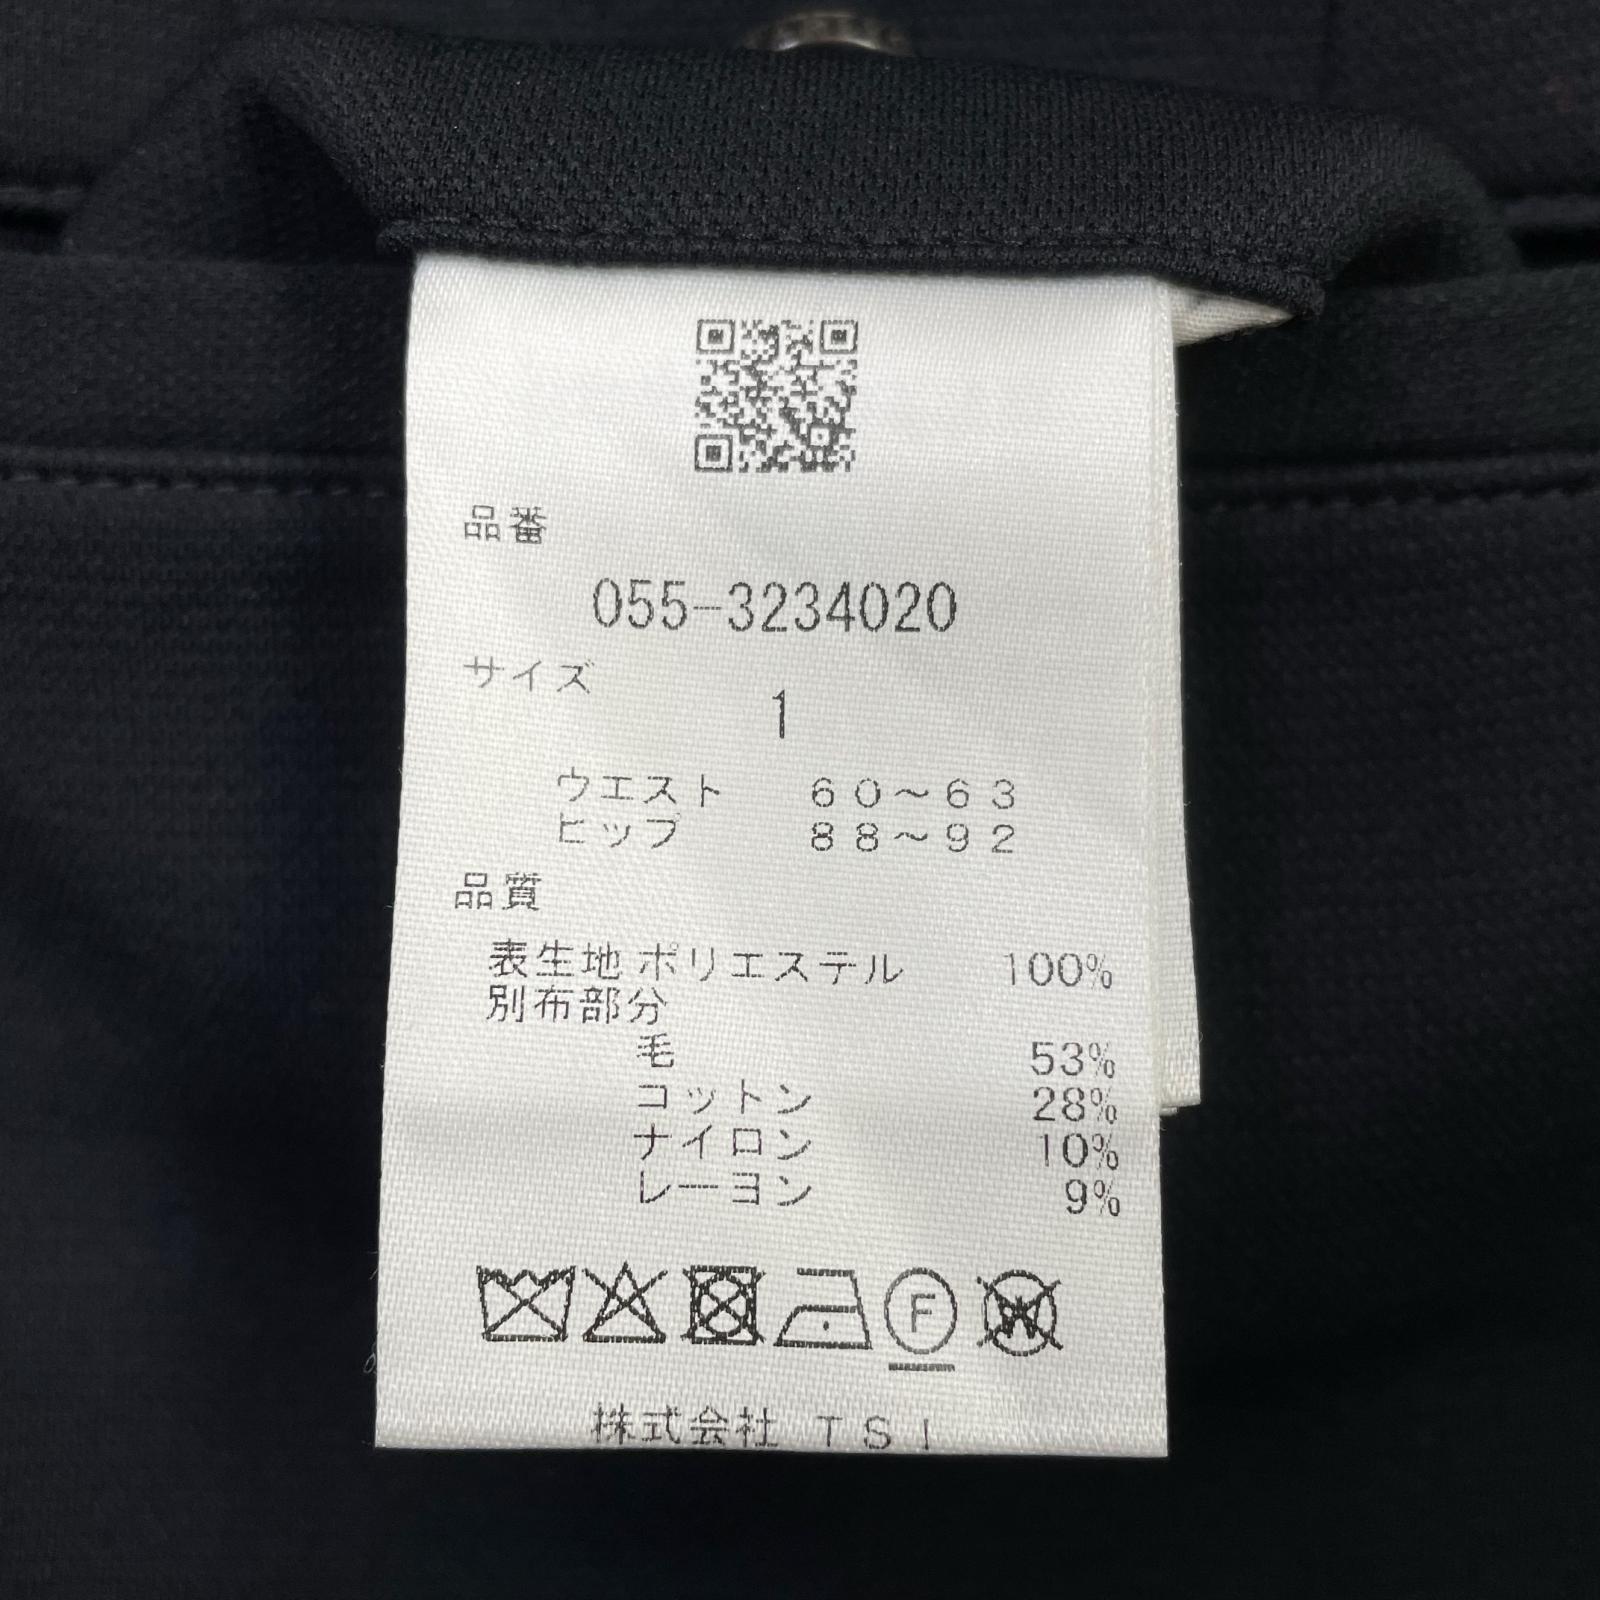 品番
055-3234020
サイズ
1
ウエスト 60～63
ヒップ 88～92
品質
表生地 ポリエステル 100%
別布部分
毛 53%
コットン 28%
ナイロン 10%
レーヨン 9%
F
W
株式会社 TSI